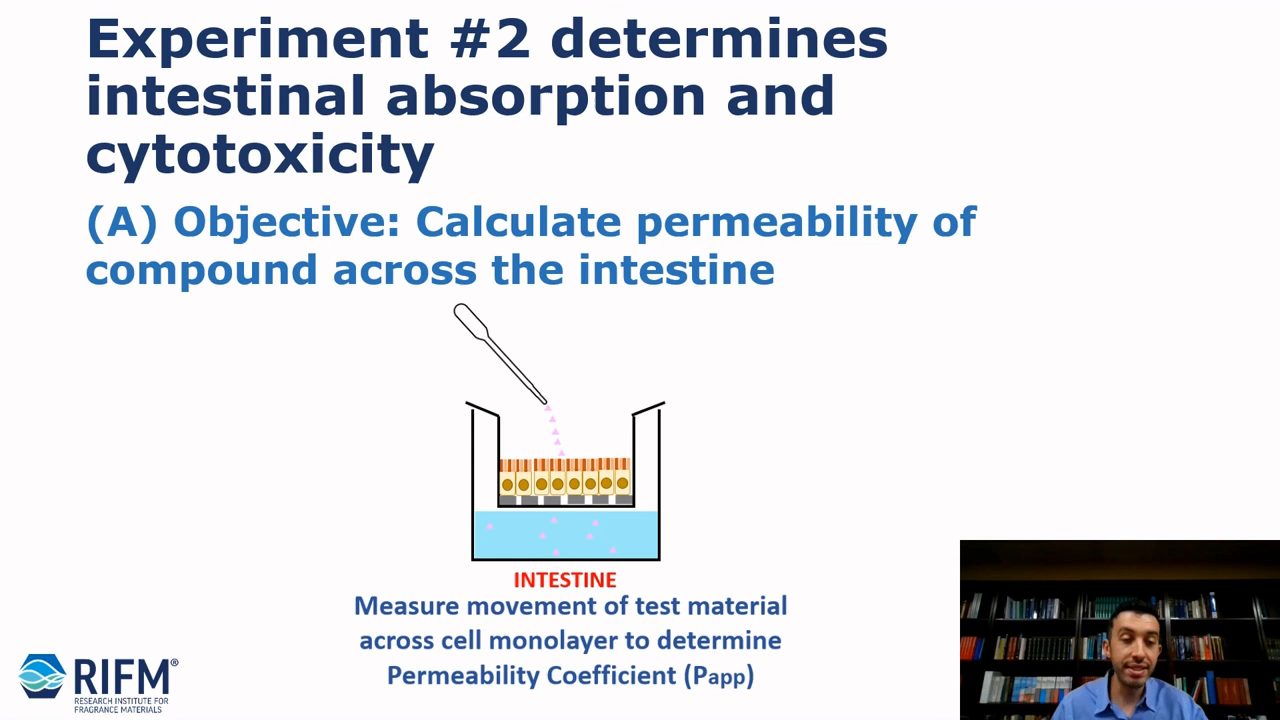 Experiment #2 determines
intestinal absorption and
cytotoxicity
(A) Objective: Calculate permeability of
compound across the intestine
INTESTINE
Measure movement of test material
across cell monolayer to determine
Permeability Coefficient (Papp)
RIFM®
RESEARCH INSTITUTE FOR
FRAGRANCE MATERIALS